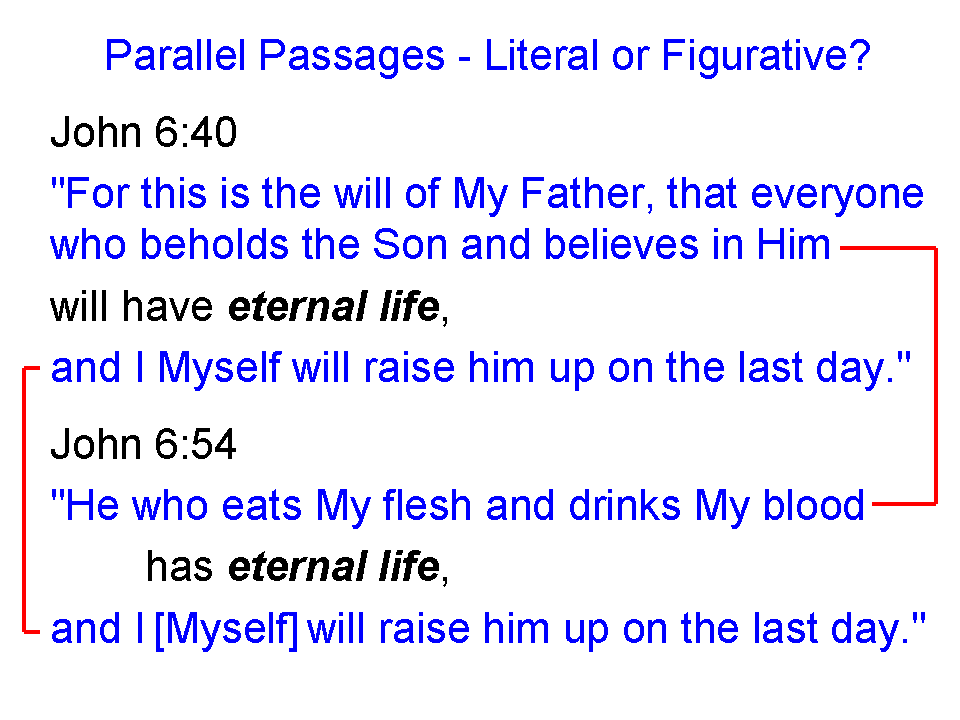 Parallel Passages - Literal or Figurative?
John 6:40
"For this is the will of My Father, that everyone
who beholds the Son and believes in Him
will have eternal life,
and I Myself will raise him up on the last day."
John 6:54
"He who eats My flesh and drinks My blood
has eternal life,
and I [Myself] will raise him up on the last day."